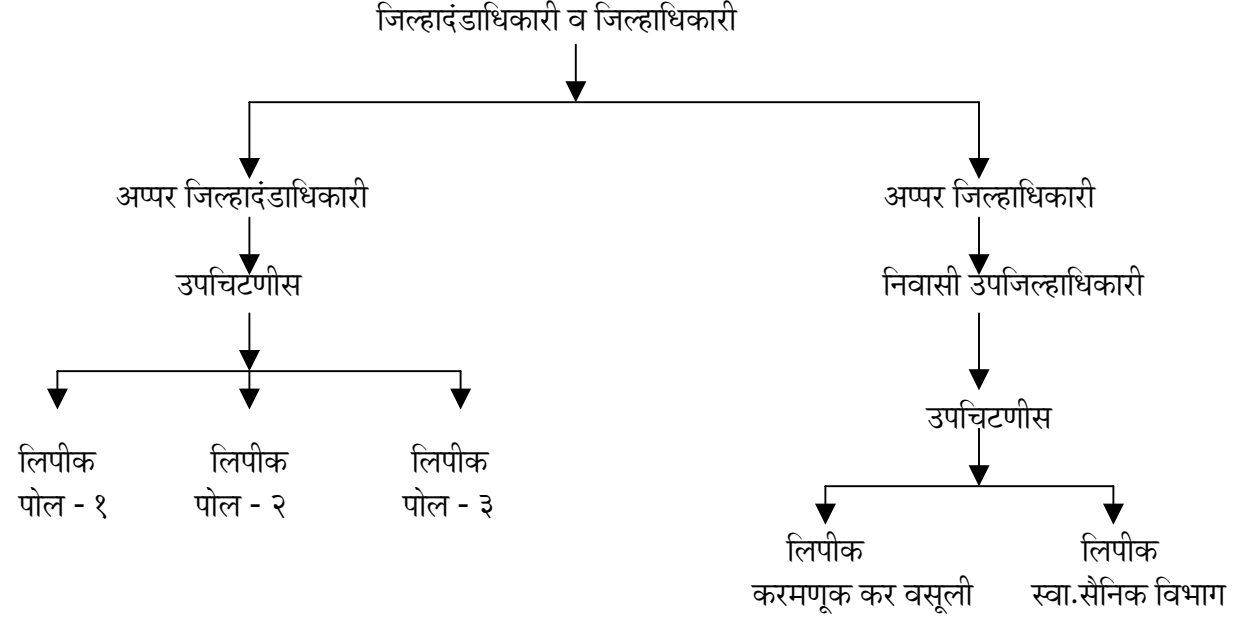 जिल्हादंडाधिकारी व जिल्हाधिकारी
अप्पर जिल्हादंडाधिकारी
अप्पर जिल्हाधिकारी
उपचिटणीस
निवासी उपजिल्हाधिकारी
उपचिटणीस
लिपीक
लिपीक
लिपीक
पोल - १
पोल - २
पोल - ३
लिपीक
लिपीक
करमणूक कर वसूली
स्वा.सैनिक विभाग